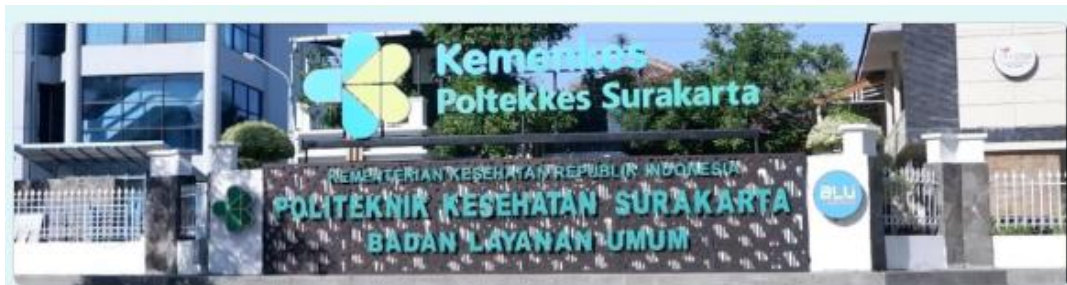 Kemenkes
Poltekkes Surakarta
KEMENTERIAN KESEHATAN REPUBLIK INDONESIA
POLITEKNIK KESEHATAN SURAKARTA
BADAN LAYANAN UMUM
BLU